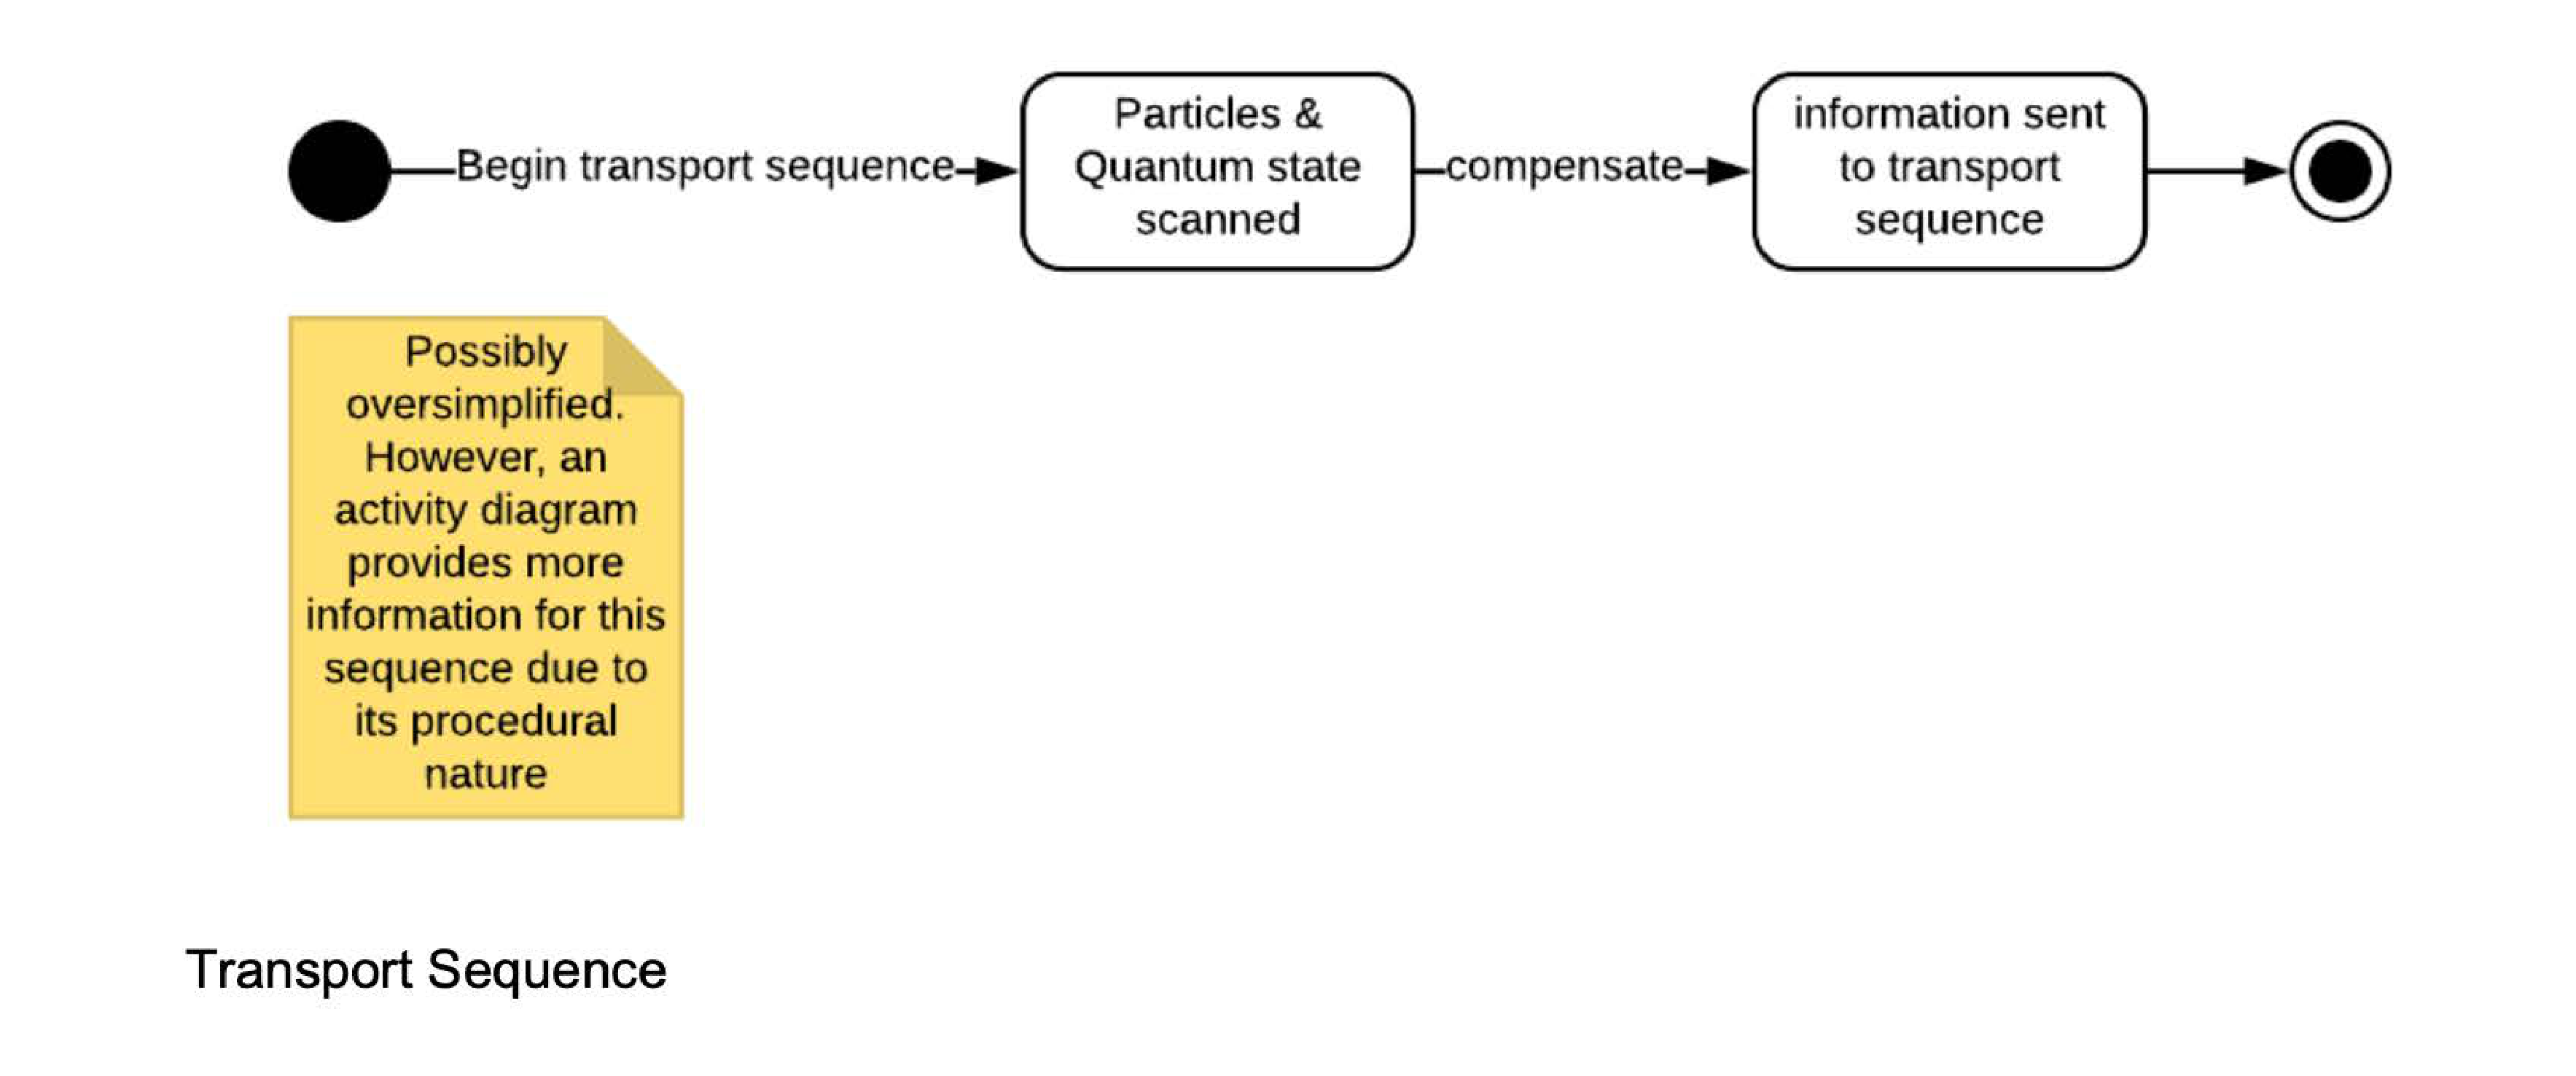 Begin transport sequence
Particles &
Quantum state
scanned
compensate
information sent
to transport
sequence
Possibly
oversimplified.
However, an
activity diagram
provides more
information for this
sequence due to
its procedural
nature
Transport Sequence